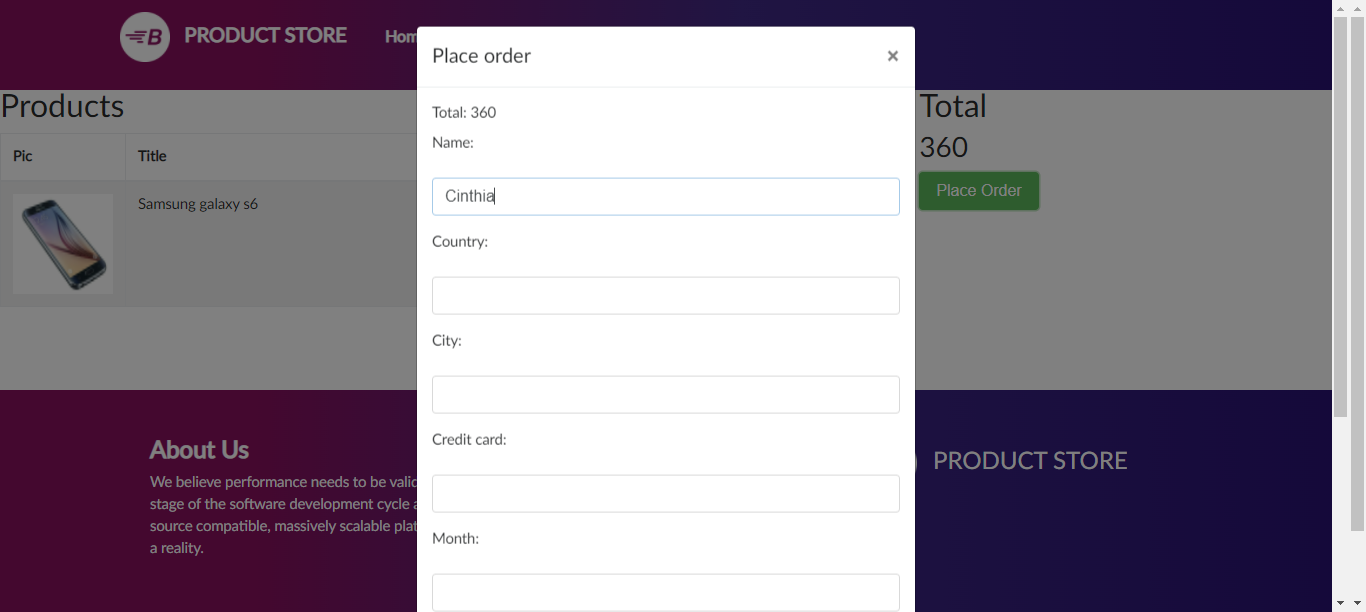 B PRODUCT STORE
Hom
Place order
×
Total: 360
Name:
Cinthia
Country:
City:
Credit card:
Month:
Products
Pic
Title
Samsung galaxy s6
Total
360
Place Order
About Us
We believe performance needs to be valid
stage of the software development cycle a
source compatible, massively scalable plat
a reality.
PRODUCT STORE